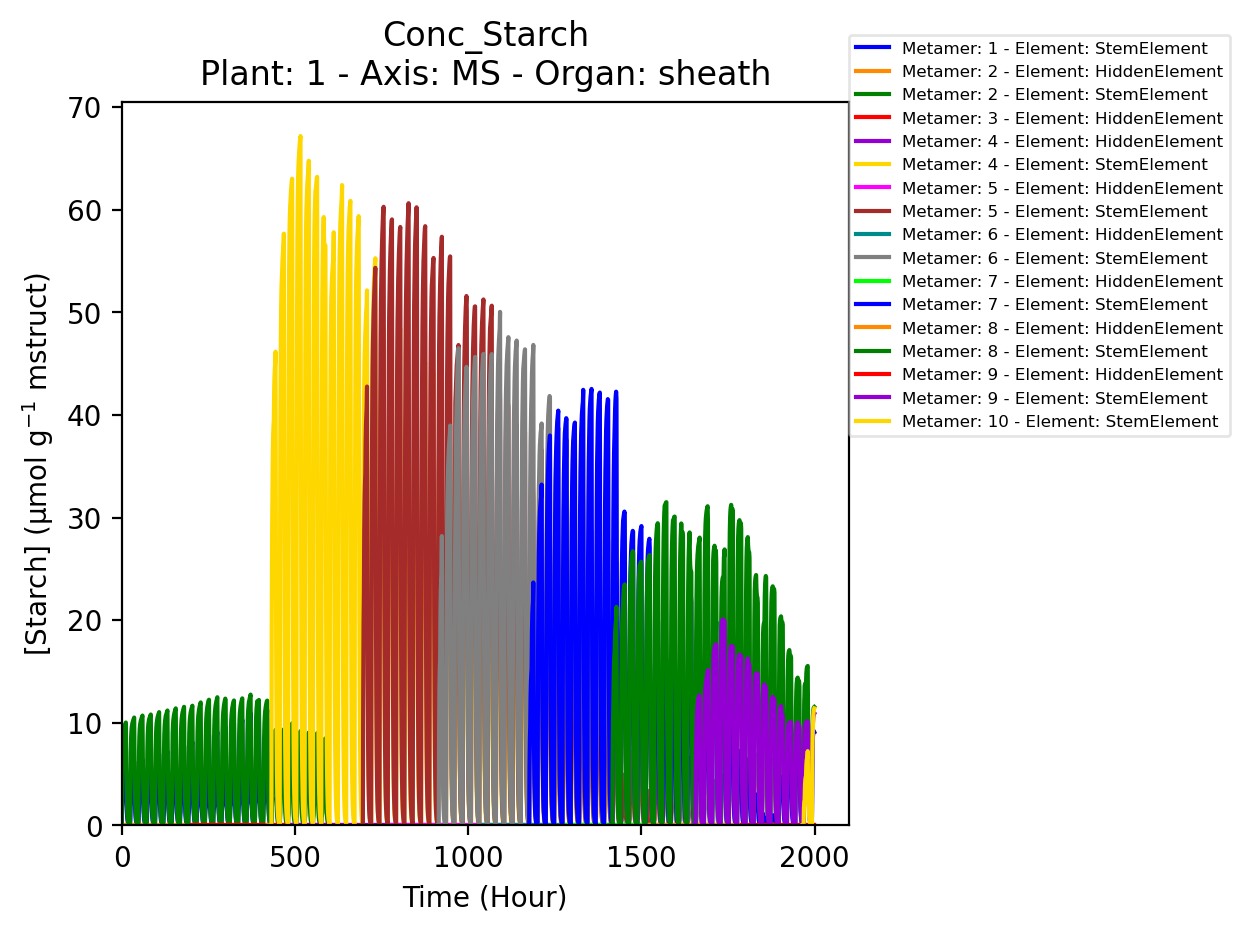 Conc_Starch
Plant: 1 - Axis: MS - Organ: sheath
Metamer: 1 - Element: StemElement
Metamer: 2 - Element: HiddenElement
Metamer: 2 - Element: StemElement
Metamer: 3 - Element: HiddenElement
Metamer: 4 - Element: HiddenElement
Metamer: 4 - Element: StemElement
Metamer: 5 - Element: HiddenElement
Metamer: 5 - Element: StemElement
Metamer: 6 - Element: HiddenElement
Metamer: 6 - Element: StemElement
Metamer: 7 - Element: HiddenElement
Metamer: 7 - Element: StemElement
Metamer: 8 - Element: HiddenElement
Metamer: 8 - Element: StemElement
Metamer: 9 - Element: HiddenElement
Metamer: 9 - Element: StemElement
Metamer: 10 - Element: StemElement
[Starch] (µmol g⁻¹ mstruct)
70
60
50
40
30
20
10
0
0 500 1000 1500 2000
Time (Hour)